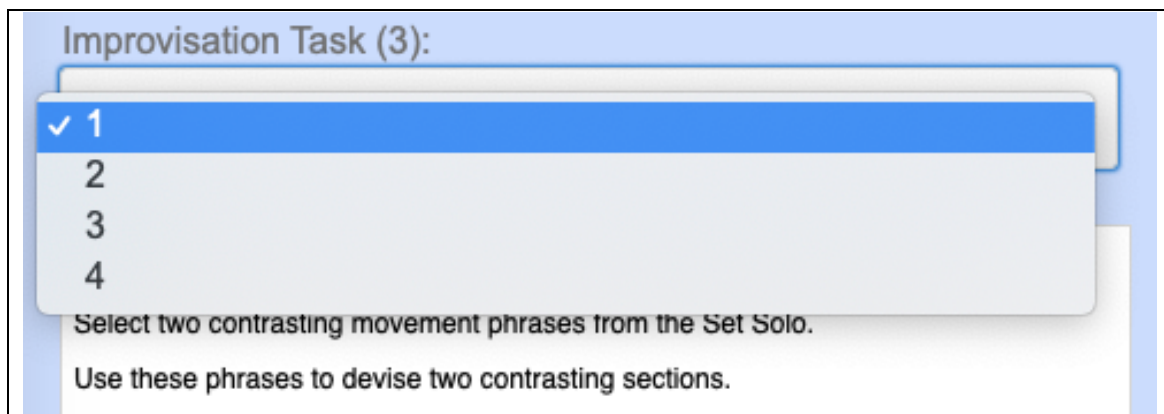 Improvisation Task (3):
✓ 1
2
3
4
Select two contrasting movement phrases from the Set Solo.
Use these phrases to devise two contrasting sections.